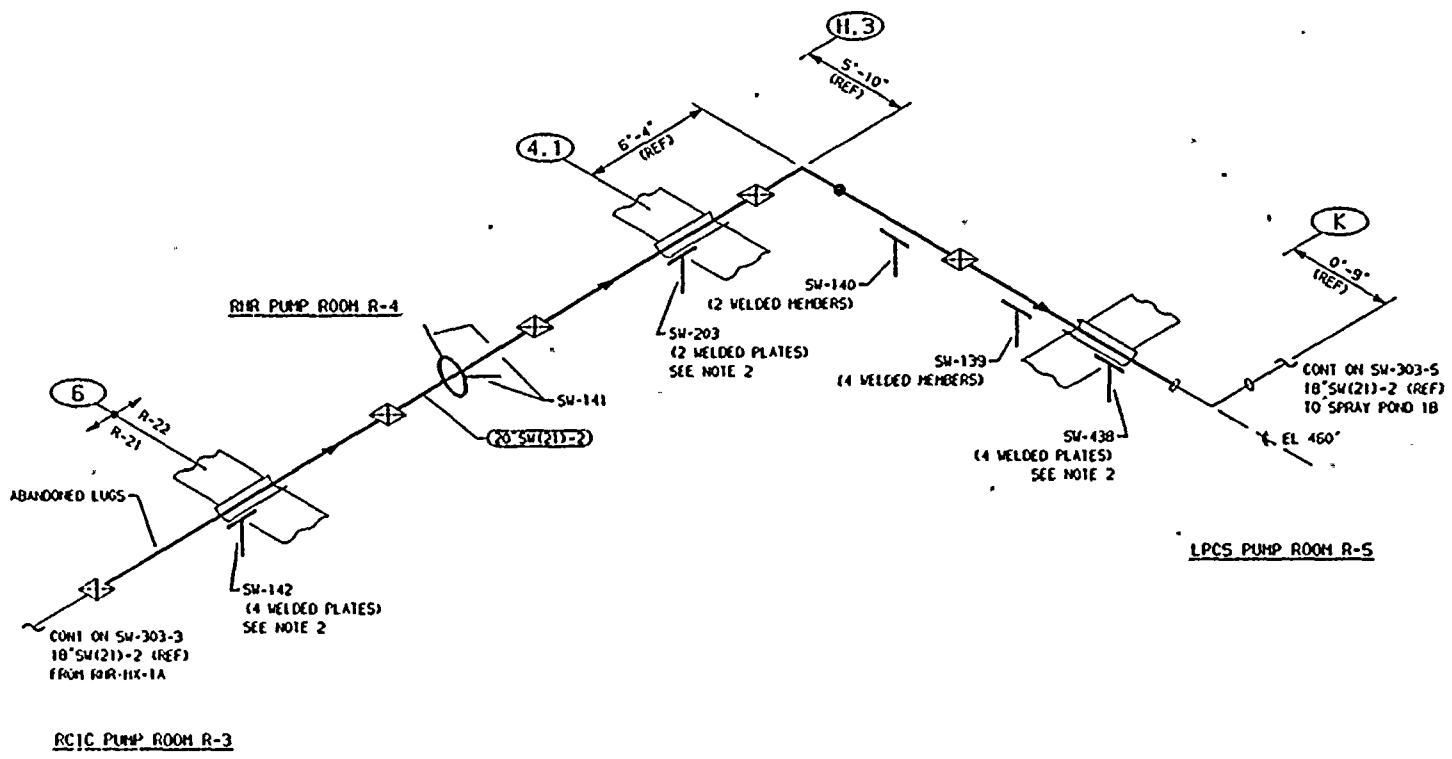 H.3
5'-10"
(REF)
6'-4"
(REF)
4.1
K
0'-9"
(REF)
SW-140
(2 WELDED MEMBERS)
RHR PUMP ROOM R-4
SW-203
(2 WELDED PLATES)
SEE NOTE 2
SW-139
(4 WELDED MEMBERS)
CONT ON SW-303-5
18"SW(21)-2 (REF)
TO SPRAY POND 1B
6
R-22
R-21
SW-141
20"SW(21)-2
SW-438
(4 WELDED PLATES)
SEE NOTE 2
℄ EL 460'
ABANDONED LUGS
LPCS PUMP ROOM R-5
SW-142
(4 WELDED PLATES)
SEE NOTE 2
CONT ON SW-303-3
18"SW(21)-2 (REF)
FROM RHR-HX-1A
RCIC PUMP ROOM R-3